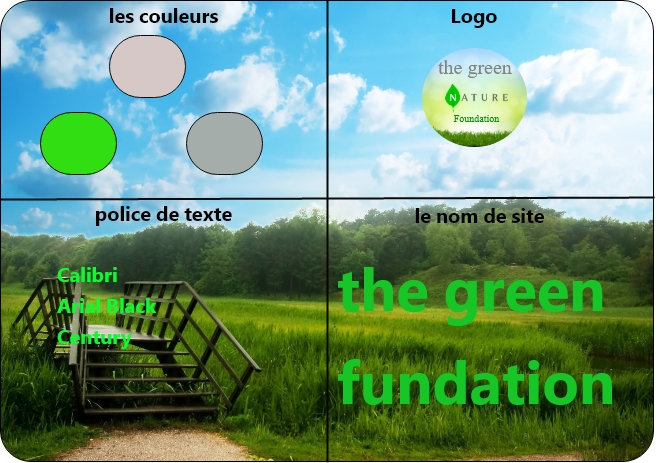 les couleurs
Logo
the green
NATURE
Foundation
police de texte
Calibri
Arial Black
Century
le nom de site
the green
fundation